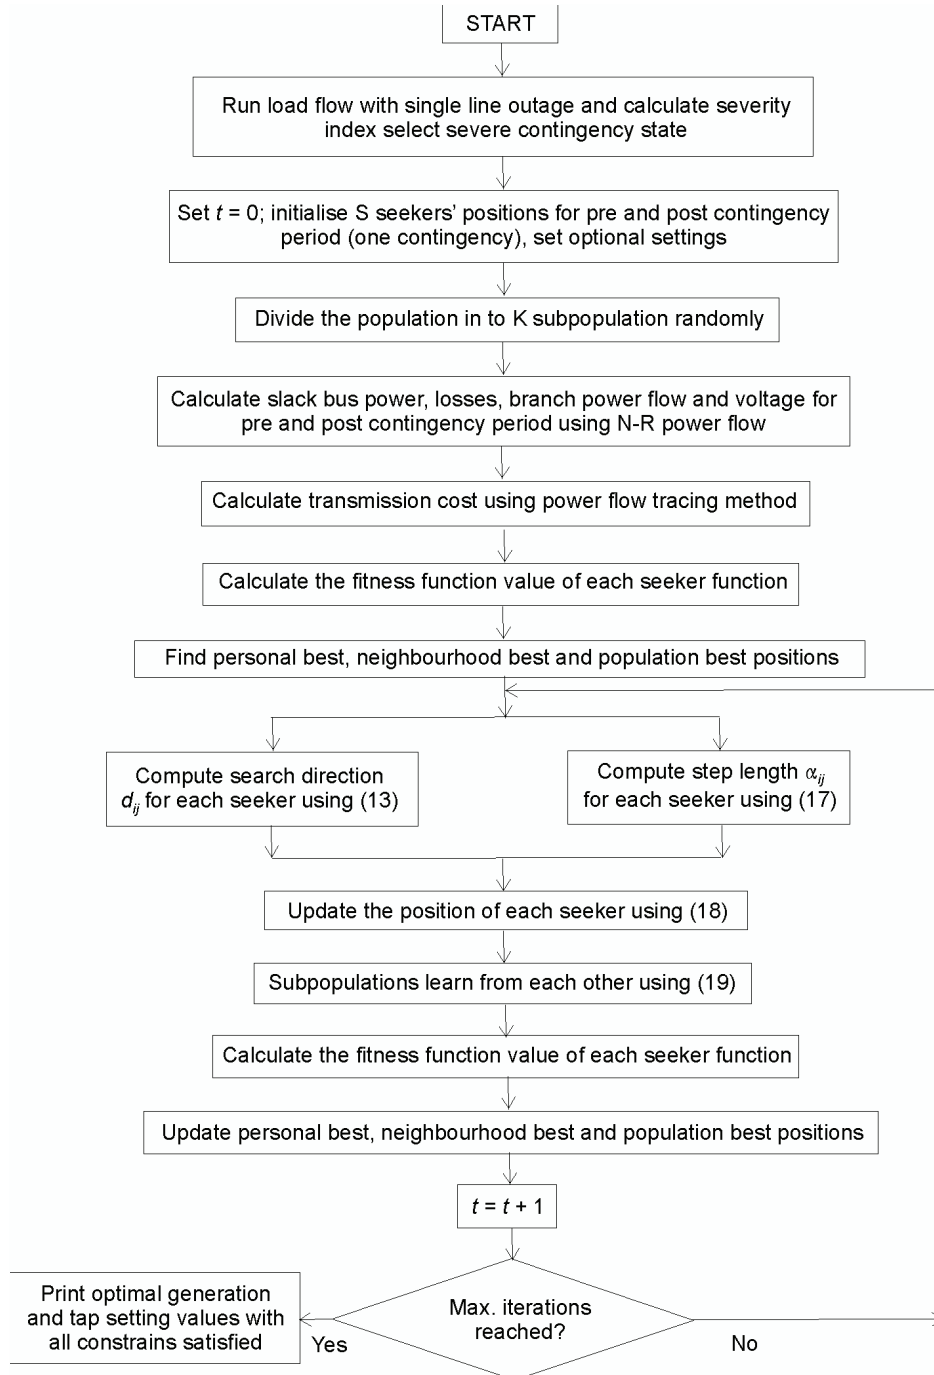 START
Run load flow with single line outage and calculate severity
index select severe contingency state
Set t = 0; initialise S seekers' positions for pre and post contingency
period (one contingency), set optional settings
Divide the population in to K subpopulation randomly
Calculate slack bus power, losses, branch power flow and voltage for
pre and post contingency period using N-R power flow
Calculate transmission cost using power flow tracing method
Calculate the fitness function value of each seeker function
Find personal best, neighbourhood best and population best positions
Compute search direction
d_ij for each seeker using (13)
Compute step length α_ij
for each seeker using (17)
Update the position of each seeker using (18)
Subpopulations learn from each other using (19)
Calculate the fitness function value of each seeker function
Update personal best, neighbourhood best and population best positions
t = t + 1
Max. iterations
reached?
Print optimal generation
and tap setting values with
all constrains satisfied
Yes
No